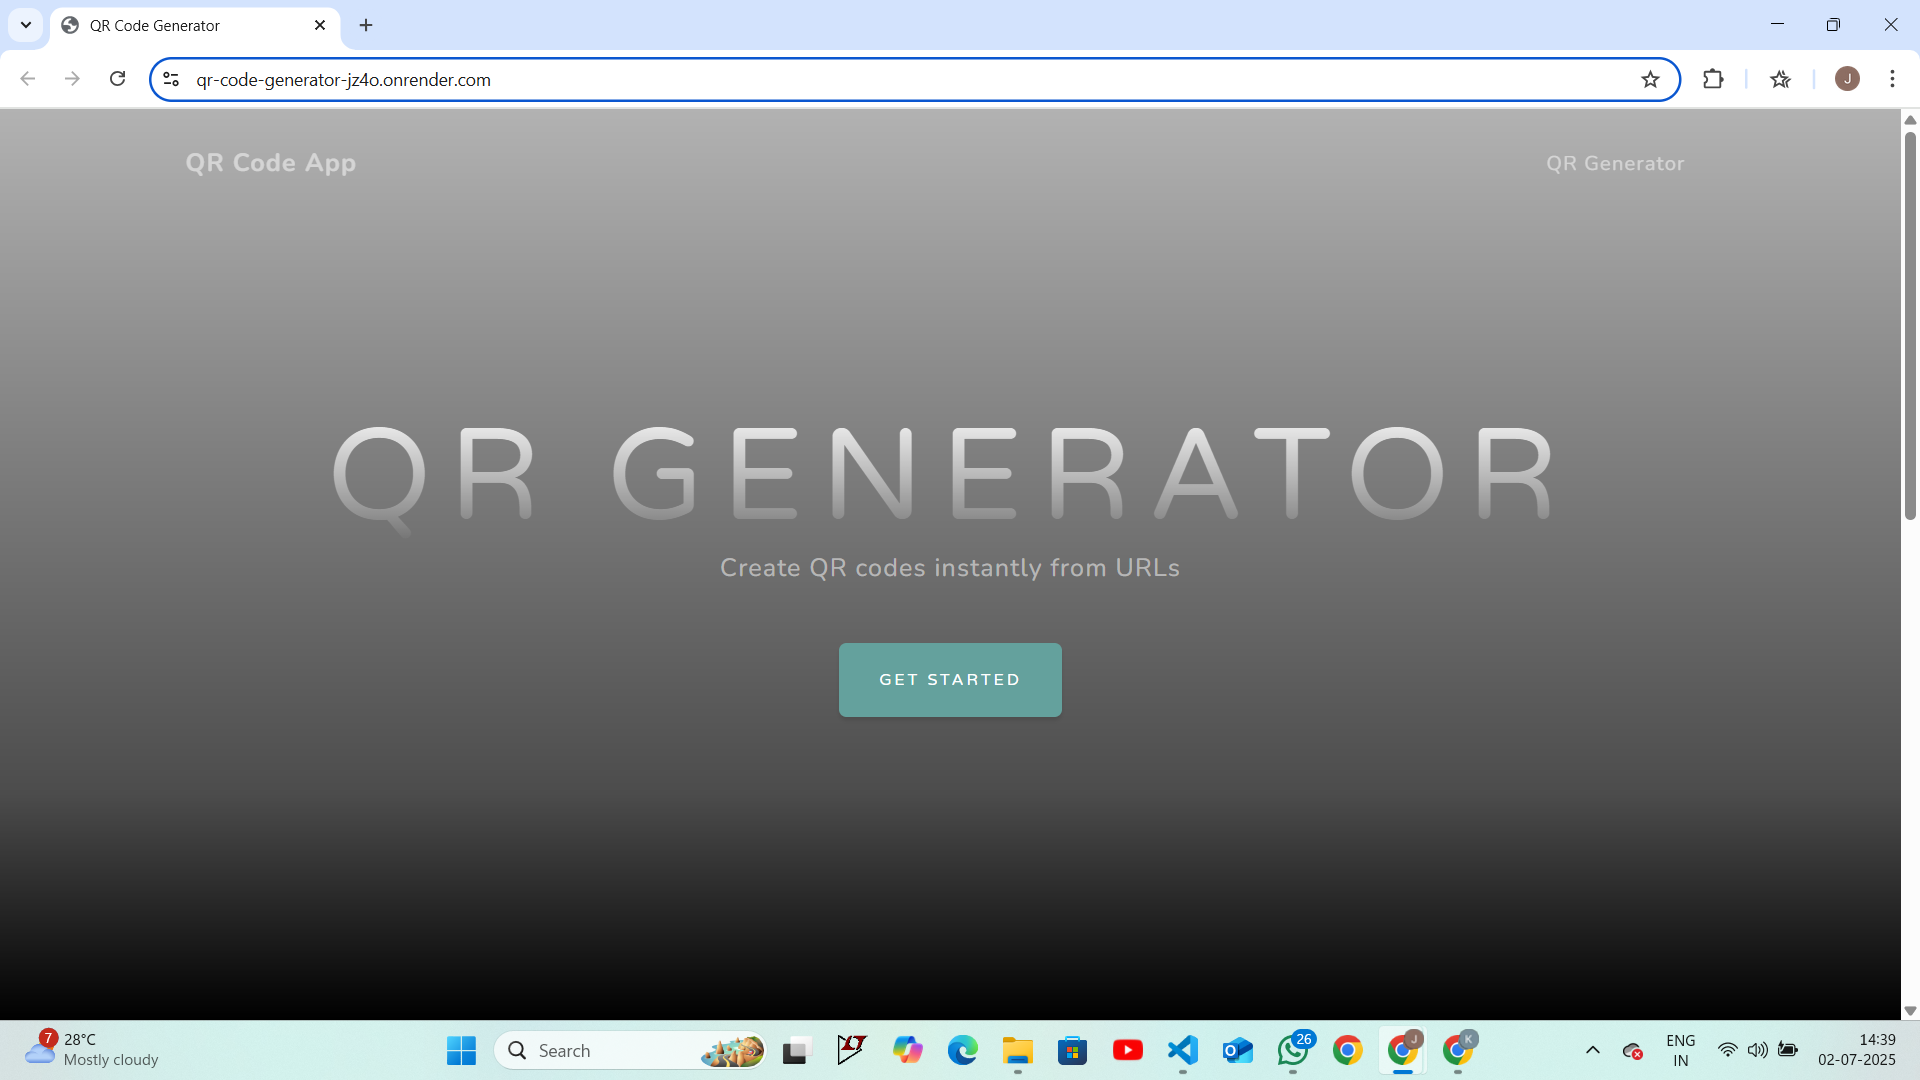 QR Code Generator
qr-code-generator-jz4o.onrender.com
J
QR Code App
QR Generator
QR GENERATOR
Create QR codes instantly from URLs
GET STARTED
7
28°C
Mostly cloudy
Search
LT
26
J
K
ENG
IN
14:39
02-07-2025